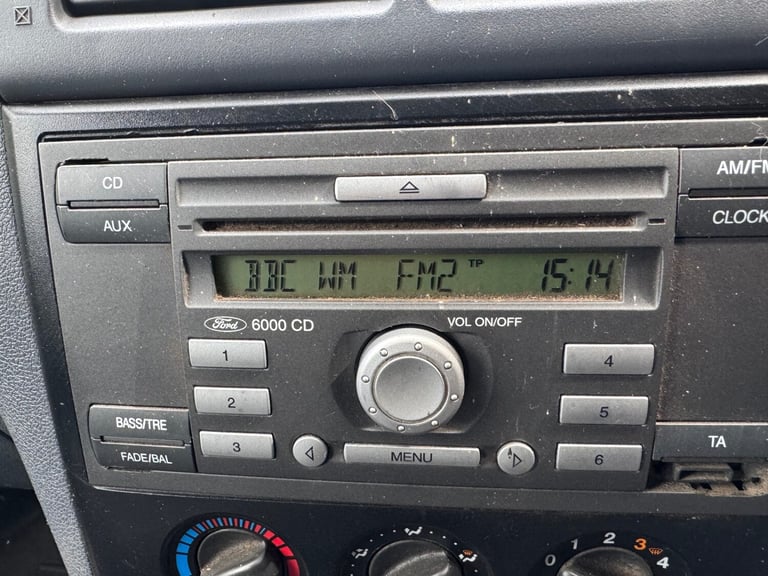 CD
AUX
AM/FM
CLOCK
BBC WM FM2 TP 15:14
Ford 6000 CD
VOL ON/OFF
1
2
3
4
5
6
BASS/TRE
FADE/BAL
MENU
TA
0 1 2 3 4